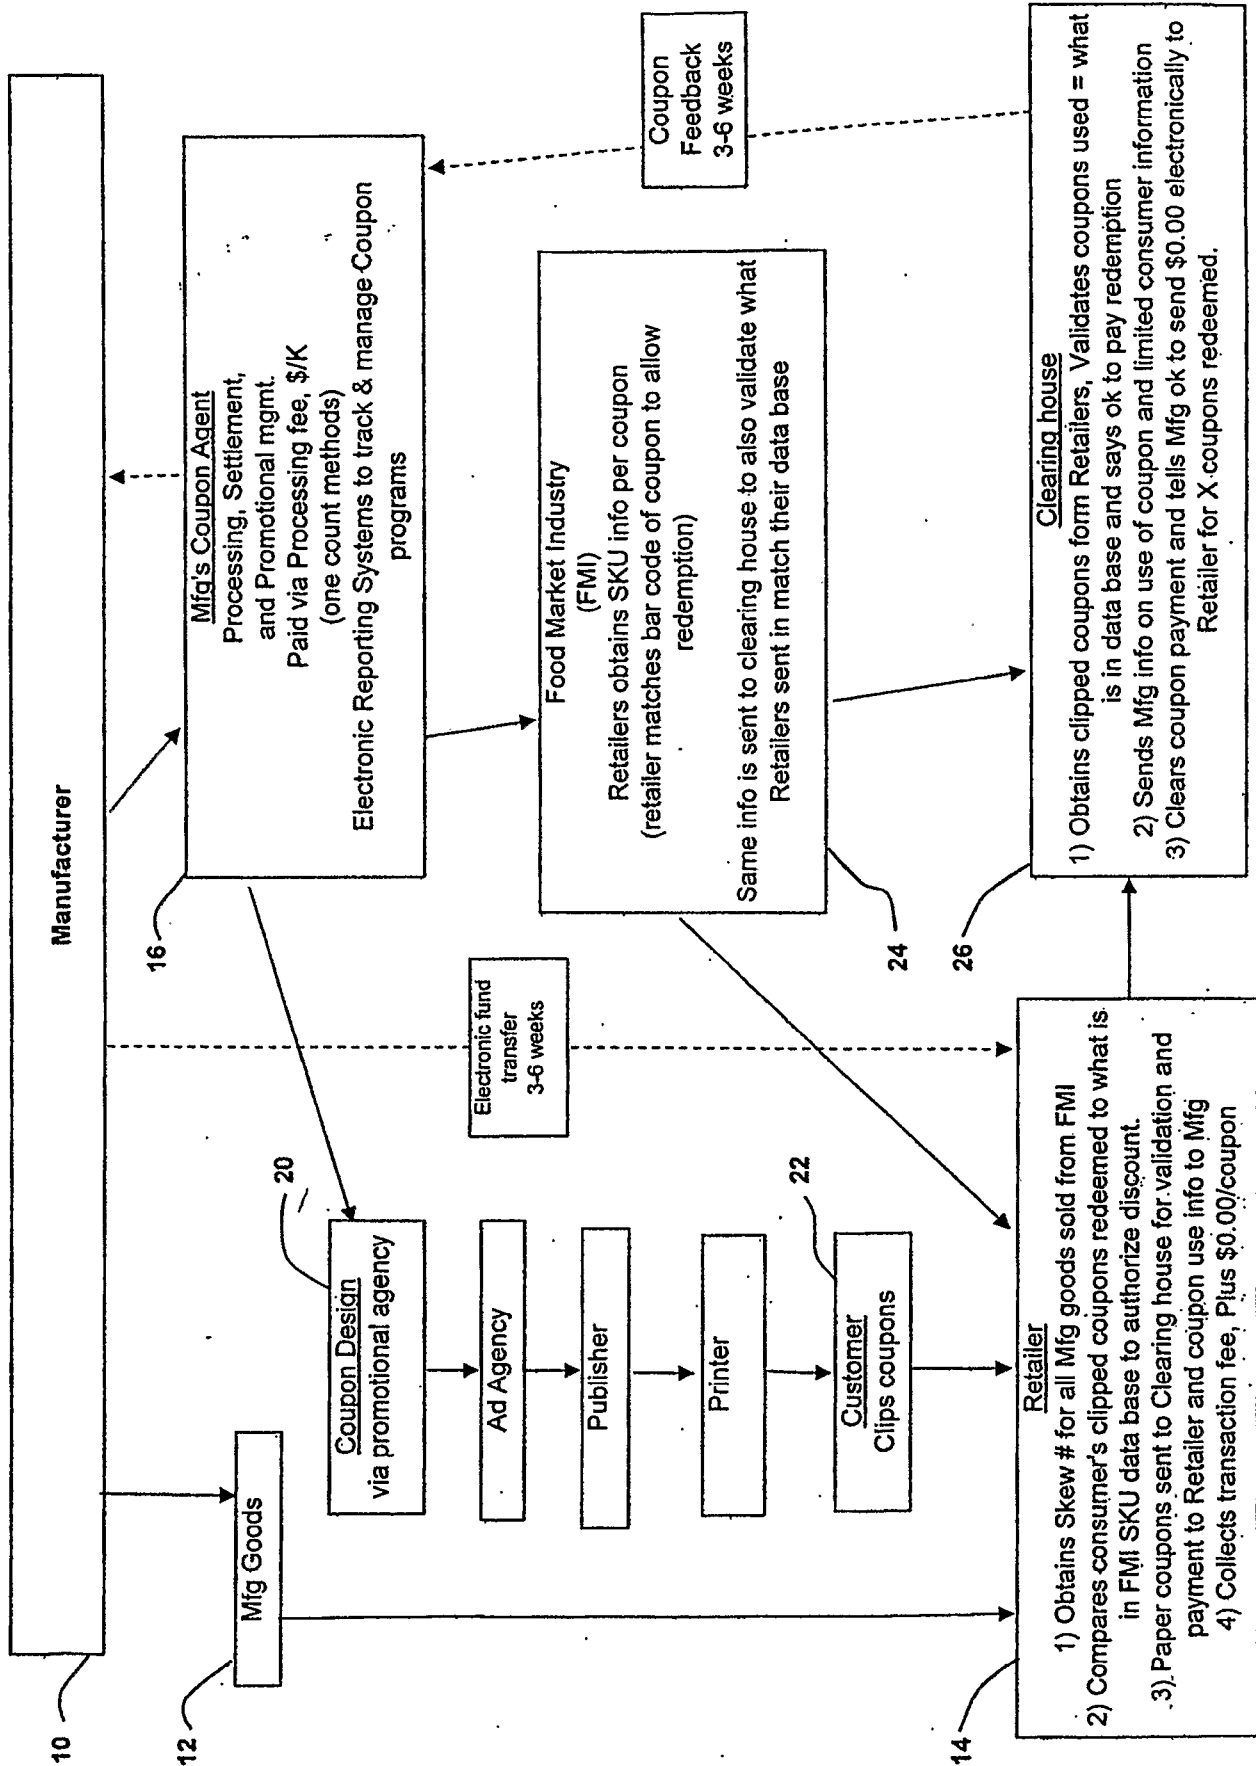 Manufacturer
10
Mfg Goods
12
Mfg's Coupon Agent
Processing, Settlement,
and Promotional mgmt.
Paid via Processing fee, $/K
(one count methods)
Electronic Reporting Systems to track & manage Coupon
programs
16
Coupon Design
via promotional agency
20
Ad Agency
Publisher
Printer
Customer
Clips coupons
22
Electronic fund
transfer
3-6 weeks
Food Market Industry
(FMI)
Retailers obtains SKU info per coupon
(retailer matches bar code of coupon to allow
redemption)
Same info is sent to clearing house to also validate what
Retailers sent in match their data base
24
Coupon
Feedback
3-6 weeks
Retailer
1) Obtains Skew # for all Mfg goods sold from FMI
2) Compares consumer's clipped coupons redeemed to what is
in FMI SKU data base to authorize discount.
3) Paper coupons sent to Clearing house for validation and
payment to Retailer and coupon use info to Mfg
4) Collects transaction fee, Plus $0.00/coupon
14
Clearing house
1) Obtains clipped coupons form Retailers, Validates coupons used = what
is in data base and says ok to pay redemption
2) Sends Mfg info on use of coupon and limited consumer information
3) Clears coupon payment and tells Mfg ok to send $0.00 electronically to
Retailer for X coupons redeemed.
26